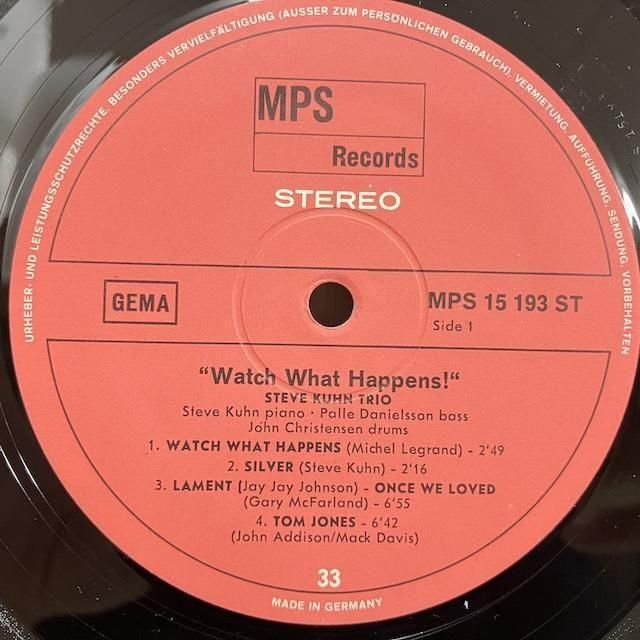 URHEBER- UND LEISTUNGSSCHUTZRECHTE, BESONDERS VERVIELFÄLTIGUNG (AUSSER ZUM PERSÖNLICHEN GEBRAUCH), VERMIETUNG, AUFFÜHRUNG, SENDUNG, VORBEHALTEN
MPS
Records
STEREO
GEMA
MPS 15 193 ST
Side 1
"Watch What Happens!"
STEVE KUHN TRIO
Steve Kuhn piano · Palle Danielsson bass
John Christensen drums
1. WATCH WHAT HAPPENS (Michel Legrand) - 2'49
2. SILVER (Steve Kuhn) - 2'16
3. LAMENT (Jay Jay Johnson) - ONCE WE LOVED
(Gary McFarland) - 6'55
4. TOM JONES - 6'42
(John Addison/Mack Davis)
33
MADE IN GERMANY